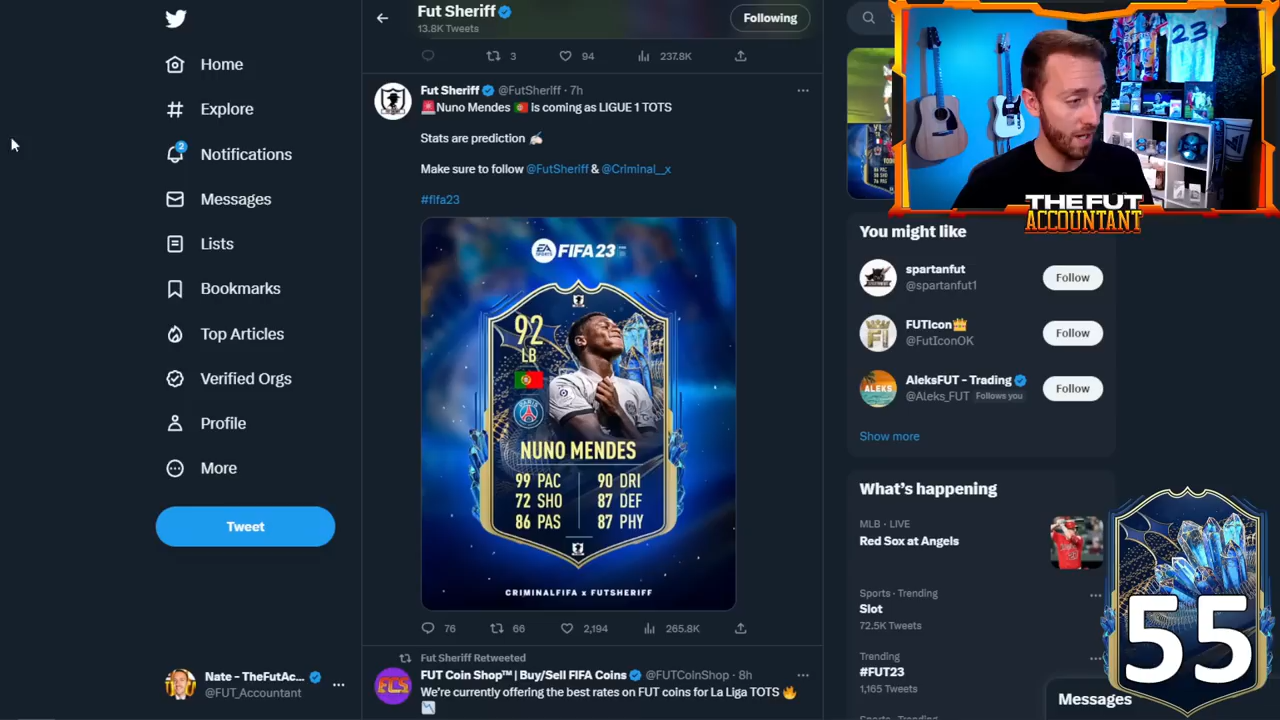 Home
Explore
2
Notifications
Messages
Lists
Bookmarks
Top Articles
Verified Orgs
Profile
More
Tweet
Nate - TheFutAc...
@FUT_Accountant
Fut Sheriff
13.8K Tweets
Following
3
94
237.8K
Fut Sheriff @FutSheriff · 7h
Nuno Mendes 🇵🇹 is coming as LIGUE 1 TOTS
Stats are prediction ✍🏻
Make sure to follow @FutSheriff & @Criminal__x
#fifa23
EA SPORTS FIFA 23
92
LB
NUNO MENDES
99 PAC 90 DRI
72 SHO 87 DEF
86 PAS 87 PHY
CRIMINALFIFA x FUTSHERIFF
76
66
2,194
265.8K
Fut Sheriff Retweeted
FCS
FUT Coin Shop™ | Buy/Sell FIFA Coins @FUTCoinShop · 8h
We're currently offering the best rates on FUT coins for La Liga TOTS 🔥
23
THE FUT
ACCOUNTANT
You might like
spartanfut
@spartanfut1
Follow
FUTIcon👑
@FutIconOK
Follow
ALEKS
AleksFUT - Trading
@Aleks_FUT Follows you
Follow
Show more
What's happening
MLB · LIVE
Red Sox at Angels
Sports · Trending
Slot
72.5K Tweets
Trending
#FUT23
1,165 Tweets
Messages
55